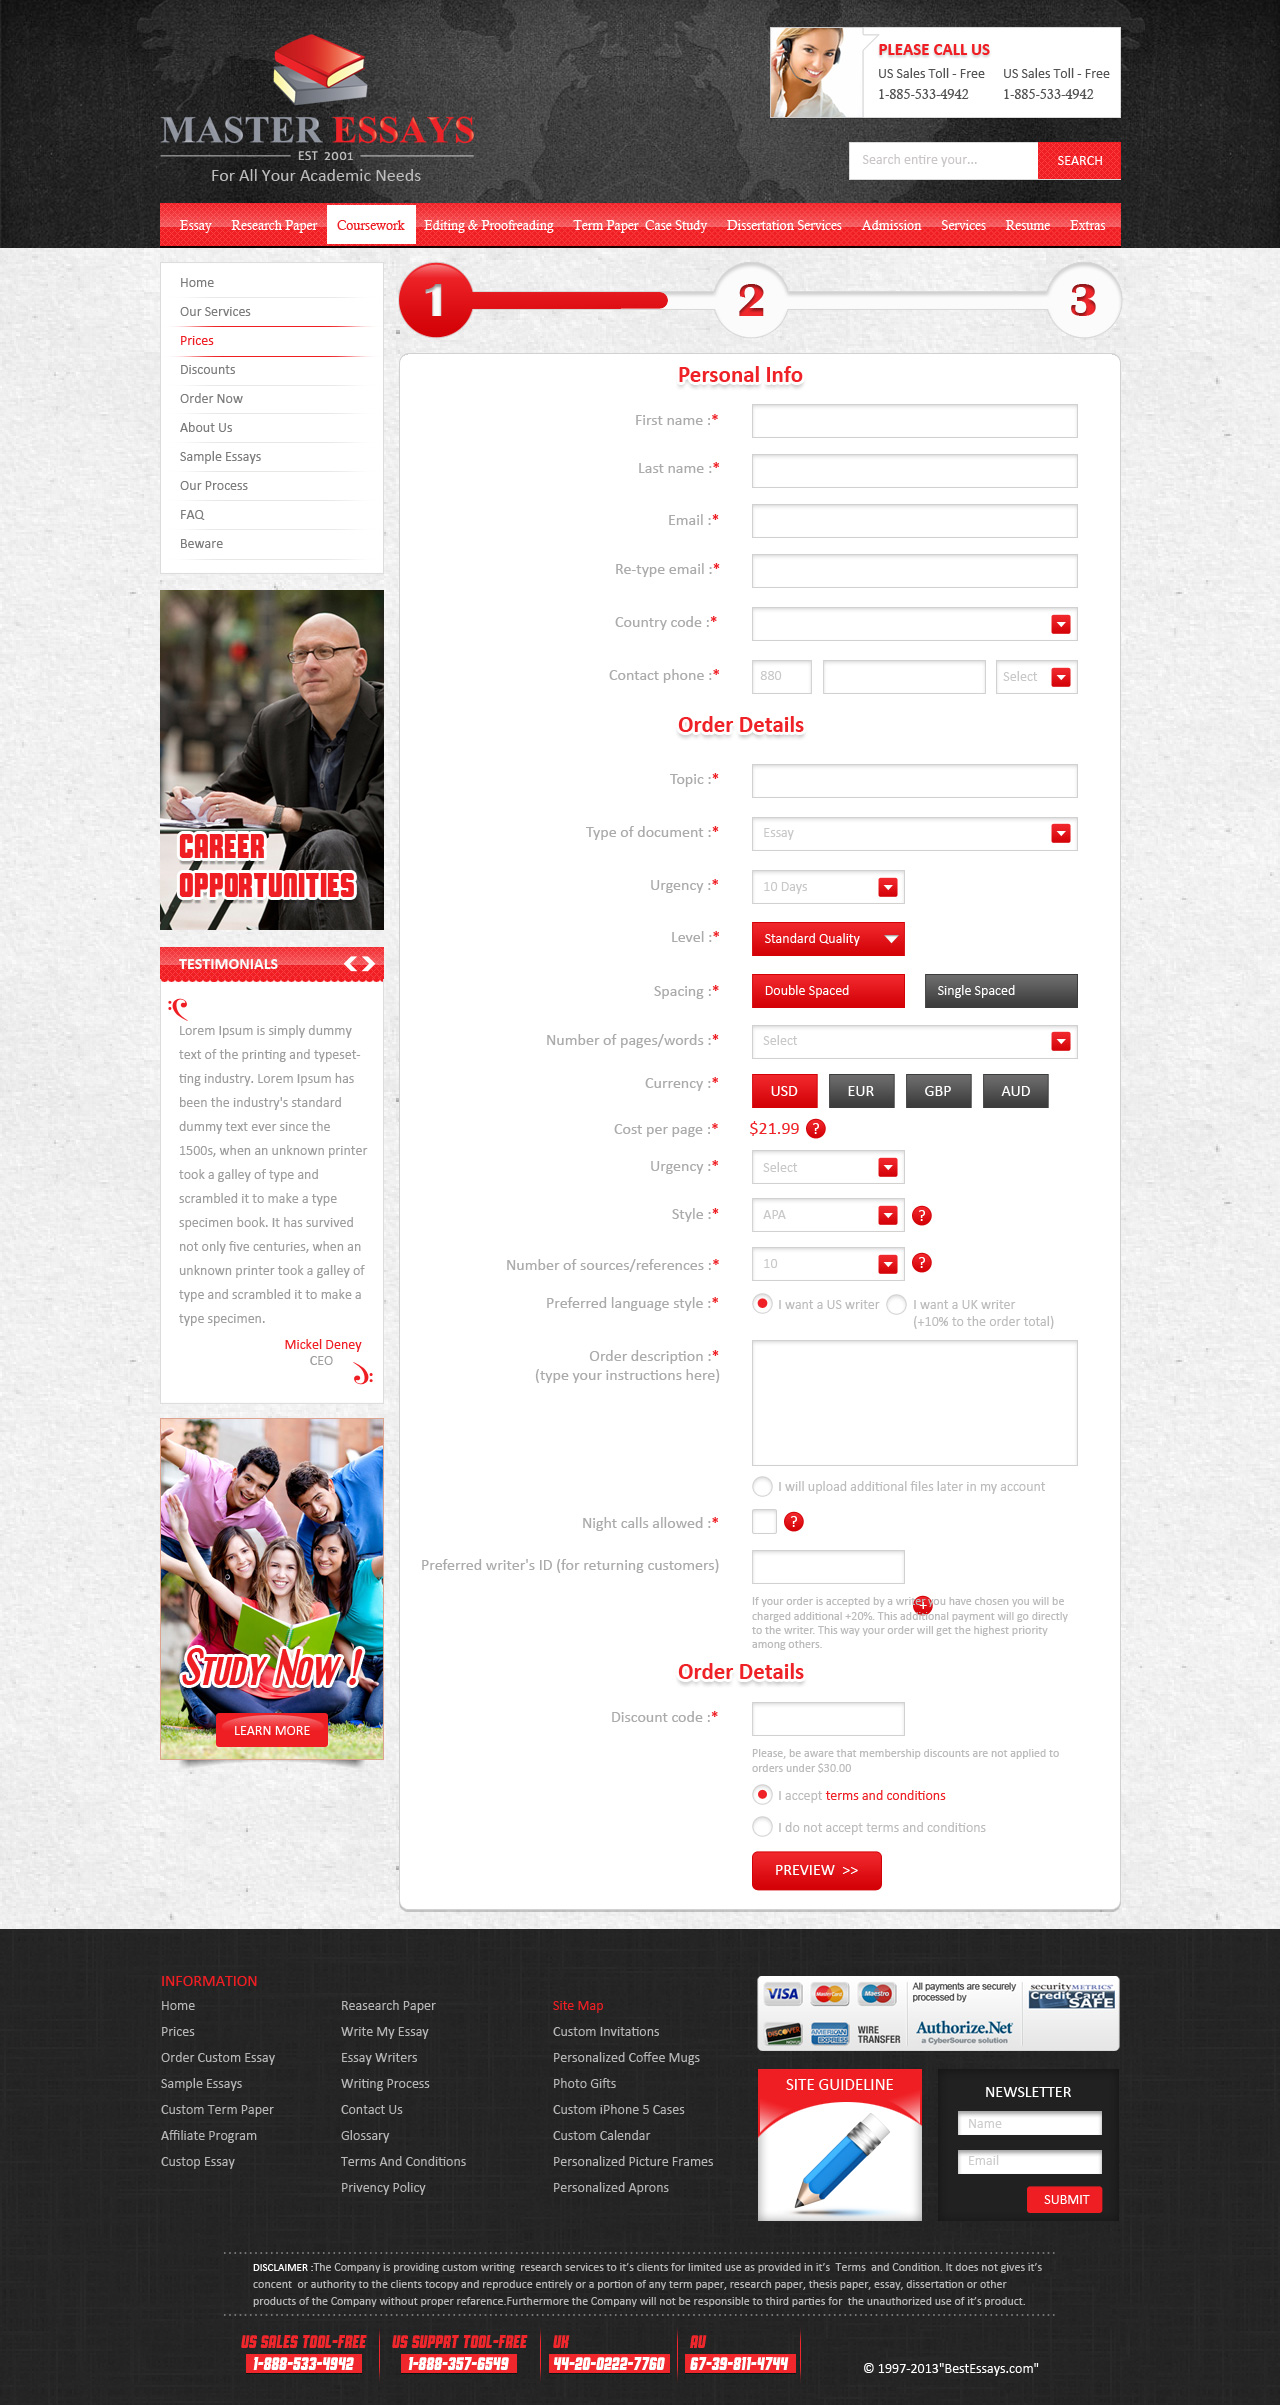 MASTER ESSAYS
EST 2001
For All Your Academic Needs
PLEASE CALL US
US Sales Toll - Free US Sales Toll - Free
1-885-533-4942 1-885-533-4942
Search entire your... SEARCH
Essay Research Paper Coursework Editing & Proofreading Term Paper Case Study Dissertation Services Admission Services Resume Extras
Home
Our Services
Prices
Discounts
Order Now
About Us
Sample Essays
Our Process
FAQ
Beware
CAREER
OPPORTUNITIES
TESTIMONIALS
Lorem Ipsum is simply dummy
text of the printing and typeset-
ting industry. Lorem Ipsum has
been the industry's standard
dummy text ever since the
1500s, when an unknown printer
took a galley of type and
scrambled it to make a type
specimen book. It has survived
not only five centuries, when an
unknown printer took a galley of
type and scrambled it to make a
type specimen.
Mickel Deney
CEO
Study Now !
LEARN MORE
1 2 3
Personal Info
First name :*
Last name :*
Email :*
Re-type email :*
Country code :*
Contact phone :* 880 Select
Order Details
Topic :*
Type of document :* Essay
Urgency :* 10 Days
Level :* Standard Quality
Spacing :* Double Spaced Single Spaced
Number of pages/words :* Select
Currency :* USD EUR GBP AUD
Cost per page :* $21.99 ?
Urgency :* Select
Style :* APA ?
Number of sources/references :* 10 ?
Preferred language style :* I want a US writer I want a UK writer
(+10% to the order total)
Order description :*
(type your instructions here)
I will upload additional files later in my account
Night calls allowed :* ?
Preferred writer's ID (for returning customers)
If your order is accepted by a writer you have chosen you will be
charged additional +20%. This additional payment will go directly
to the writer. This way your order will get the highest priority
among others.
Order Details
Discount code :*
Please, be aware that membership discounts are not applied to
orders under $30.00
I accept terms and conditions
I do not accept terms and conditions
PREVIEW >>
INFORMATION
Home
Prices
Order Custom Essay
Sample Essays
Custom Term Paper
Affiliate Program
Custop Essay
Reasearch Paper
Write My Essay
Essay Writers
Writing Process
Contact Us
Glossary
Terms And Conditions
Privency Policy
Site Map
Custom Invitations
Personalized Coffee Mugs
Photo Gifts
Custom iPhone 5 Cases
Custom Calendar
Personalized Picture Frames
Personalized Aprons
VISA MasterCard Maestro
DISCOVER AMERICAN EXPRESS WIRE TRANSFER
All payments are securely
processed by
Authorize.Net
a CyberSource solution
securityMETRICS
Credit Card
SAFE
SITE GUIDELINE
NEWSLETTER
Name
Email
SUBMIT
DISCLAIMER :The Company is providing custom writing research services to it's clients for limited use as provided in it's Terms and Condition. It does not gives it's
concent or authority to the clients tocopy and reproduce entirely or a portion of any term paper, research paper, thesis paper, essay, dissertation or other
products of the Company without proper refarence.Furthermore the Company will not be responsible to third parties for the unauthorized use of it's product.
US SALES TOOL-FREE US SUPPRT TOOL-FREE UK AU
1-888-533-4942 1-888-357-6549 44-20-0222-7760 67-39-811-4744
© 1997-2013"BestEssays.com"